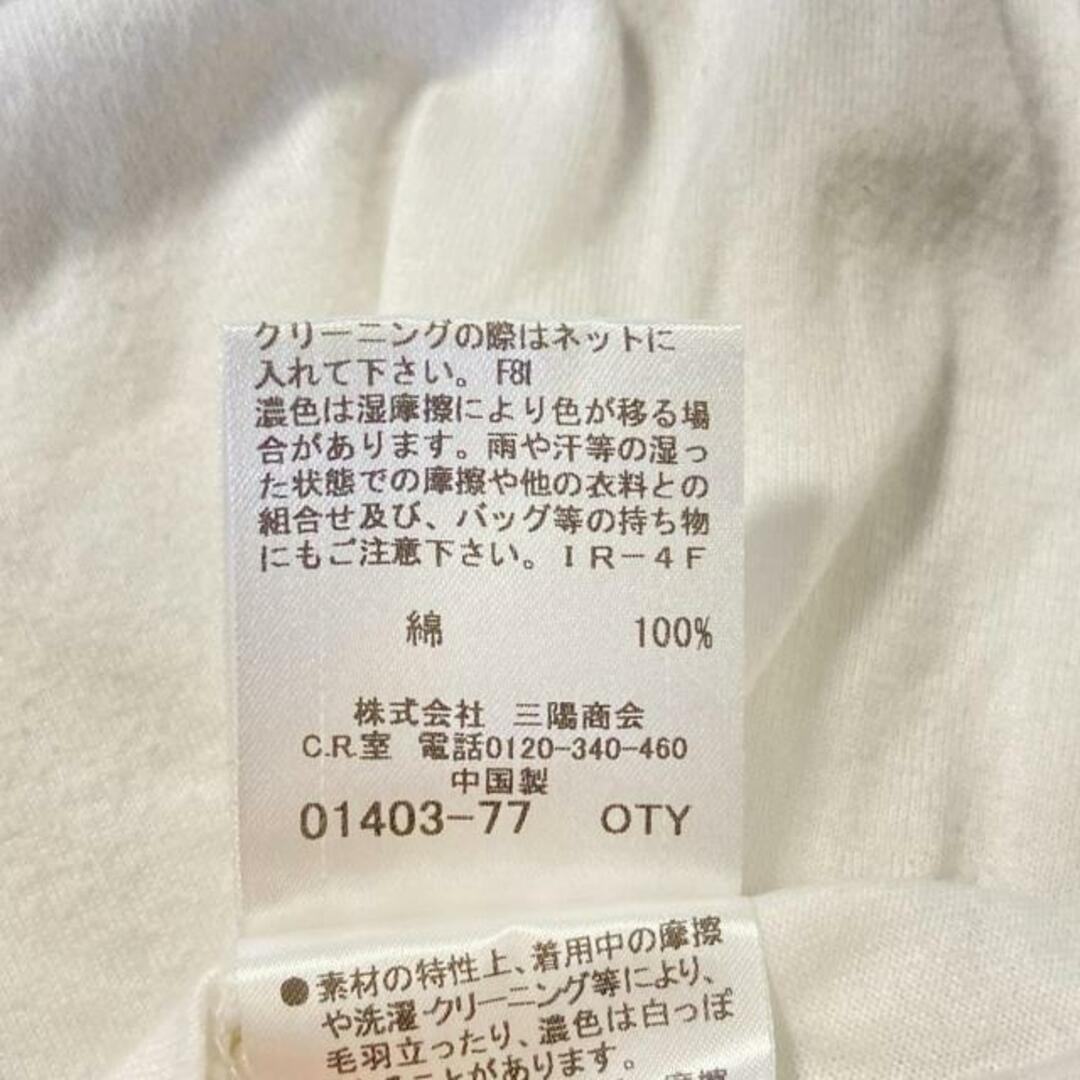 クリーニングの際はネットに
入れて下さい。F81
濃色は湿摩擦により色が移る場
合があります。雨や汗等の湿っ
た状態での摩擦や他の衣料との
組合せ及び、バッグ等の持ち物
にもご注意下さい。ＩＲ－４Ｆ
綿 100%
株式会社 三陽商会
C.R.室 電話0120-340-460
中国製
01403-77 OTY
●素材の特性上、着用中の摩擦
や洗濯・クリーニング等により、
毛羽立ったり、濃色は白っぽ
ことがあります。
摩擦